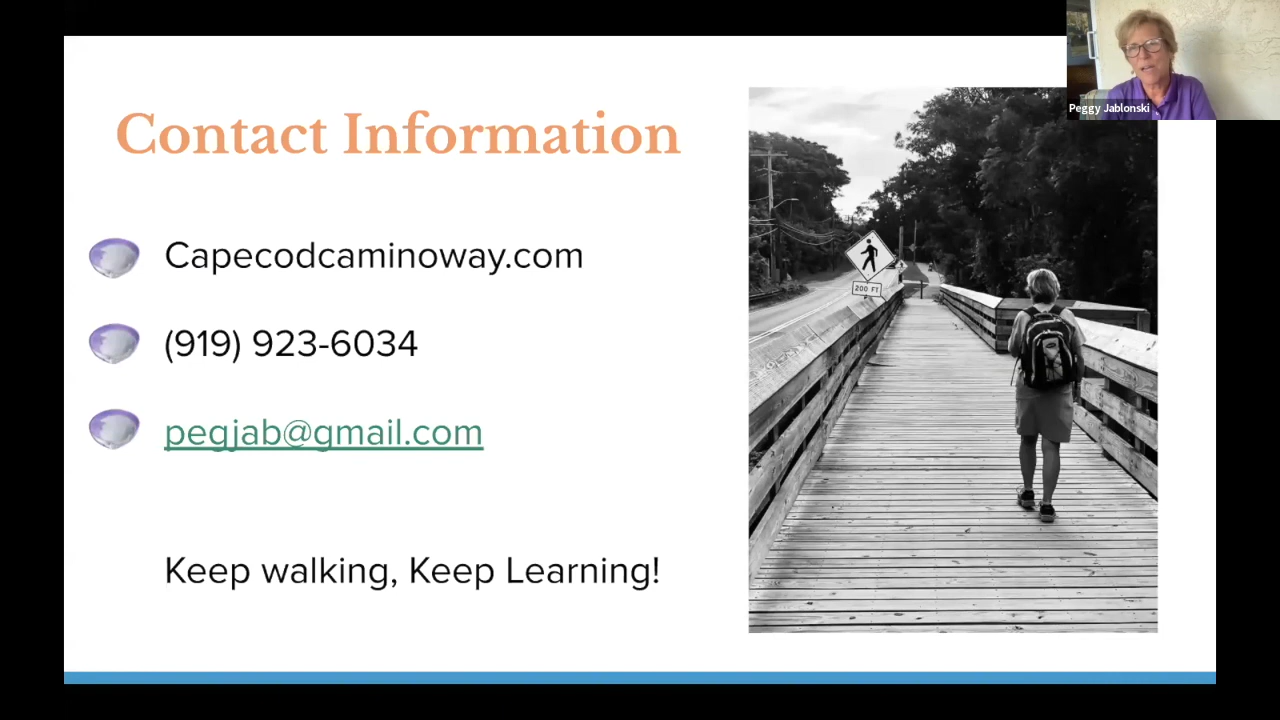 Contact Information
Capecodcaminoway.com
(919) 923-6034
pegjab@gmail.com
Keep walking, Keep Learning!
200 FT
Peggy Jablonski